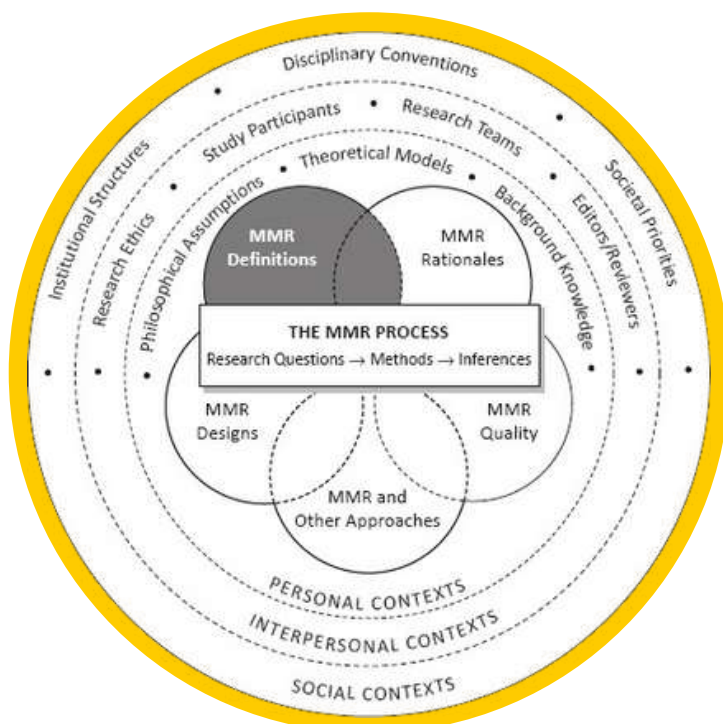 Disciplinary Conventions
Institutional Structures
Societal Priorities
Study Participants
Research Teams
Research Ethics
Editors/Reviewers
Theoretical Models
Philosophical Assumptions
Background Knowledge
MMR
Definitions
MMR
Rationales
THE MMR PROCESS
Research Questions → Methods → Inferences
MMR
Designs
MMR
Quality
MMR and
Other Approaches
PERSONAL CONTEXTS
INTERPERSONAL CONTEXTS
SOCIAL CONTEXTS